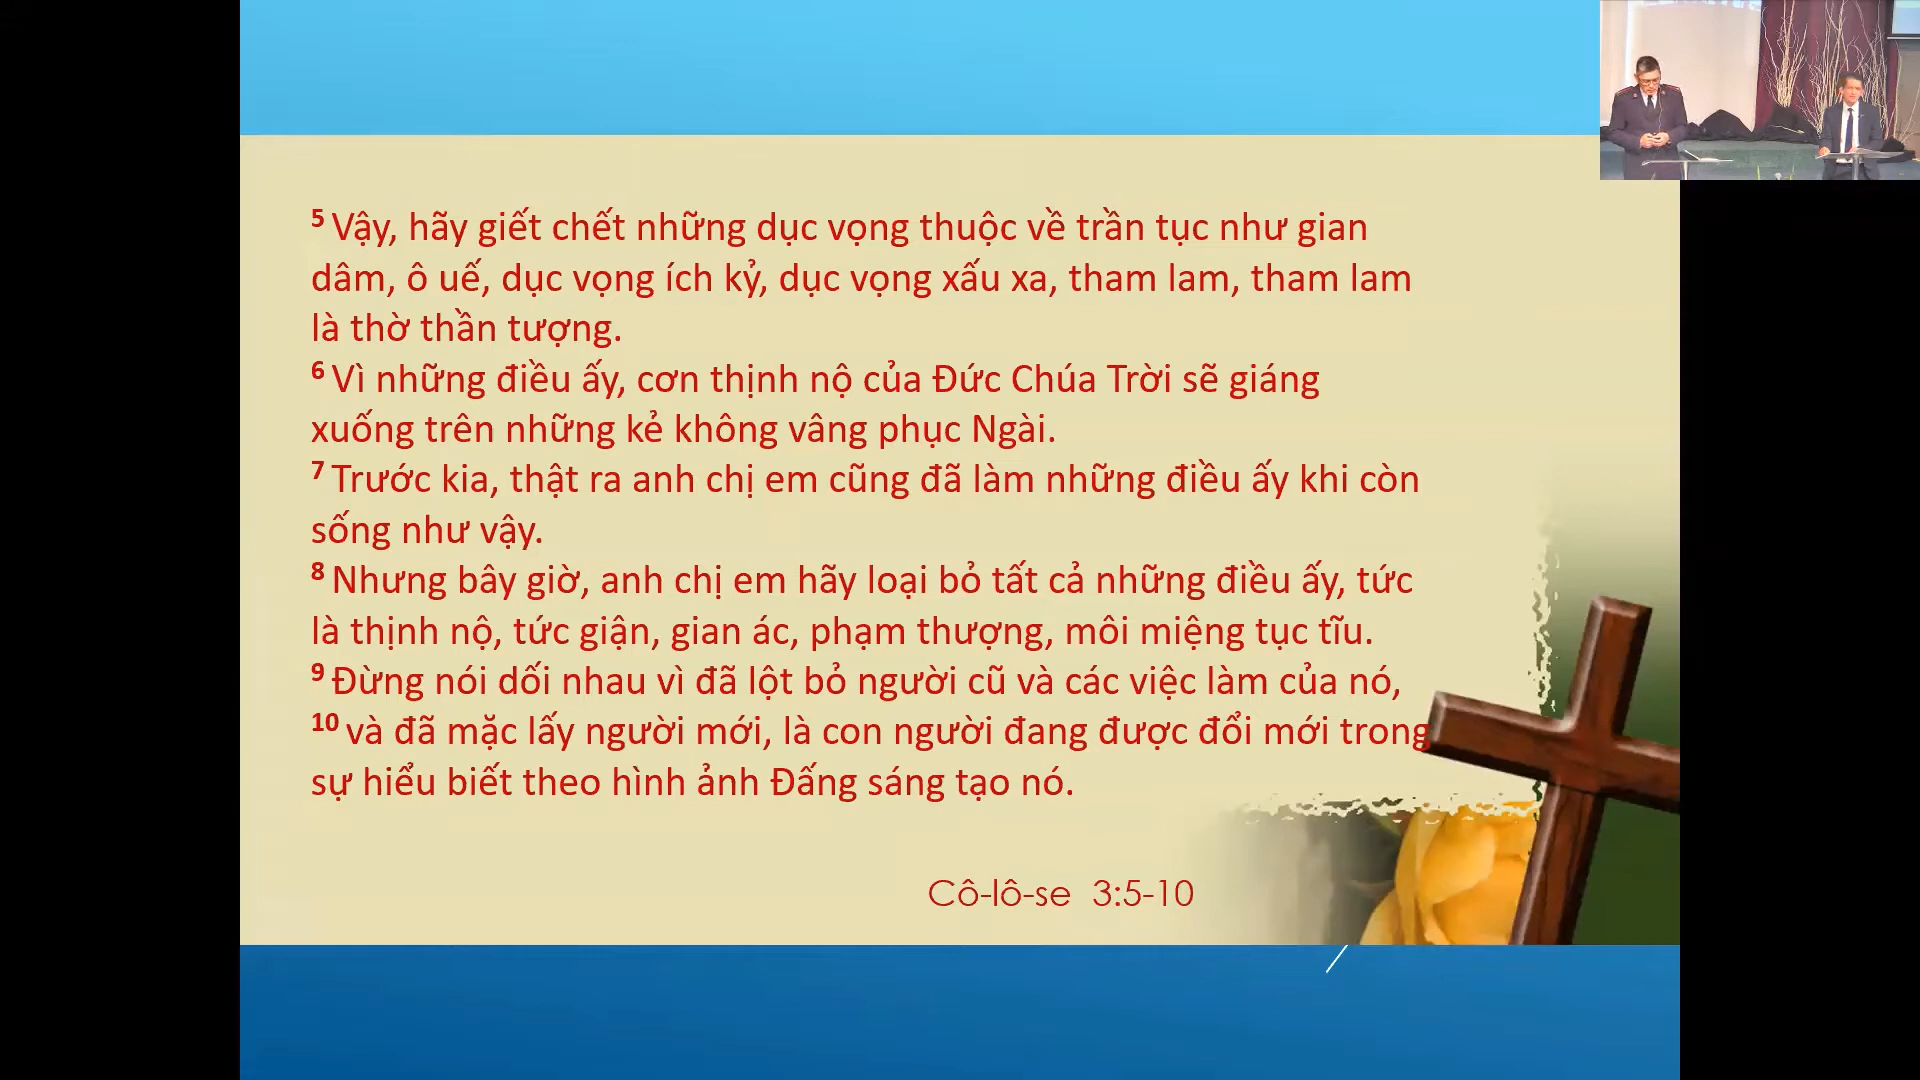 5 Vậy, hãy giết chết những dục vọng thuộc về trần tục như gian
dâm, ô uế, dục vọng ích kỷ, dục vọng xấu xa, tham lam, tham lam
là thờ thần tượng.
6 Vì những điều ấy, cơn thịnh nộ của Đức Chúa Trời sẽ giáng
xuống trên những kẻ không vâng phục Ngài.
7 Trước kia, thật ra anh chị em cũng đã làm những điều ấy khi còn
sống như vậy.
8 Nhưng bây giờ, anh chị em hãy loại bỏ tất cả những điều ấy, tức
là thịnh nộ, tức giận, gian ác, phạm thượng, môi miệng tục tĩu.
9 Đừng nói dối nhau vì đã lột bỏ người cũ và các việc làm của nó,
10 và đã mặc lấy người mới, là con người đang được đổi mới trong
sự hiểu biết theo hình ảnh Đấng sáng tạo nó.
Cô-lô-se 3:5-10